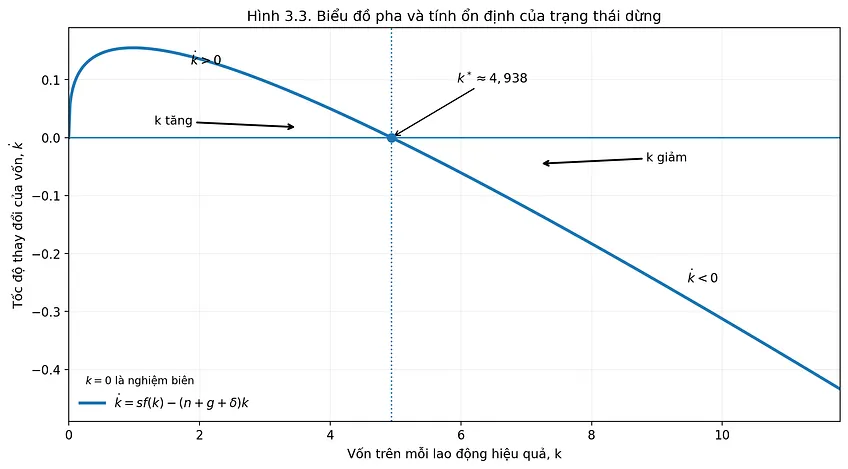 Hình 3.3. Biểu đồ pha và tính ổn định của trạng thái dừng
k̇ > 0
k* ≈ 4,938
k tăng
k giảm
k̇ < 0
k = 0 là nghiệm biên
k̇ = sf(k) − (n + g + δ)k
0.1
0.0
−0.1
−0.2
−0.3
−0.4
Tốc độ thay đổi của vốn, k̇
0 2 4 6 8 10
Vốn trên mỗi lao động hiệu quả, k